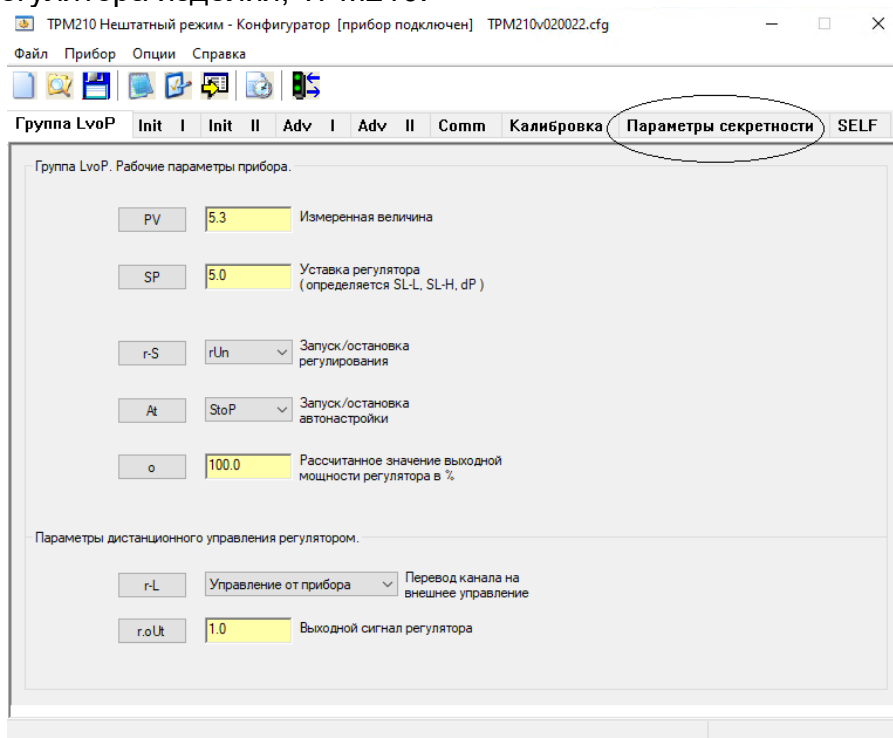 егулятора изделия, ТРМ210.
ТРМ210 Нештатный режим - Конфигуратор [прибор подключен] TPM210v020022.cfg
Файл Прибор Опции Справка
Группа LvoP Init I Init II Adv I Adv II Comm Калибровка Параметры секретности SELF
Группа LvoP. Рабочие параметры прибора.
PV 5.3 Измеренная величина
SP 5.0 Уставка регулятора
( определяется SL-L, SL-H, dP )
r-S rUn Запуск/остановка
регулирования
At StoP Запуск/остановка
автонастройки
o 100.0 Рассчитанное значение выходной
мощности регулятора в %
Параметры дистанционного управления регулятором.
r-L Управление от прибора Перевод канала на
внешнее управление
r.oUt 1.0 Выходной сигнал регулятора